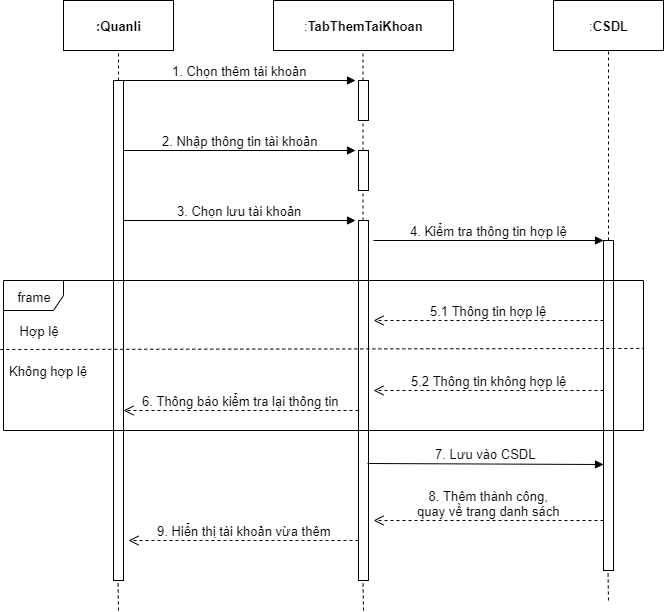 :Quanli
:TabThemTaiKhoan
:CSDL
1. Chọn thêm tài khoản
2. Nhập thông tin tài khoản
3. Chọn lưu tài khoản
4. Kiểm tra thông tin hợp lệ
frame
5.1 Thông tin hợp lệ
Hợp lệ
Không hợp lệ
5.2 Thông tin không hợp lệ
6. Thông báo kiểm tra lại thông tin
7. Lưu vào CSDL
8. Thêm thành công,
quay về trang danh sách
9. Hiển thị tài khoản vừa thêm